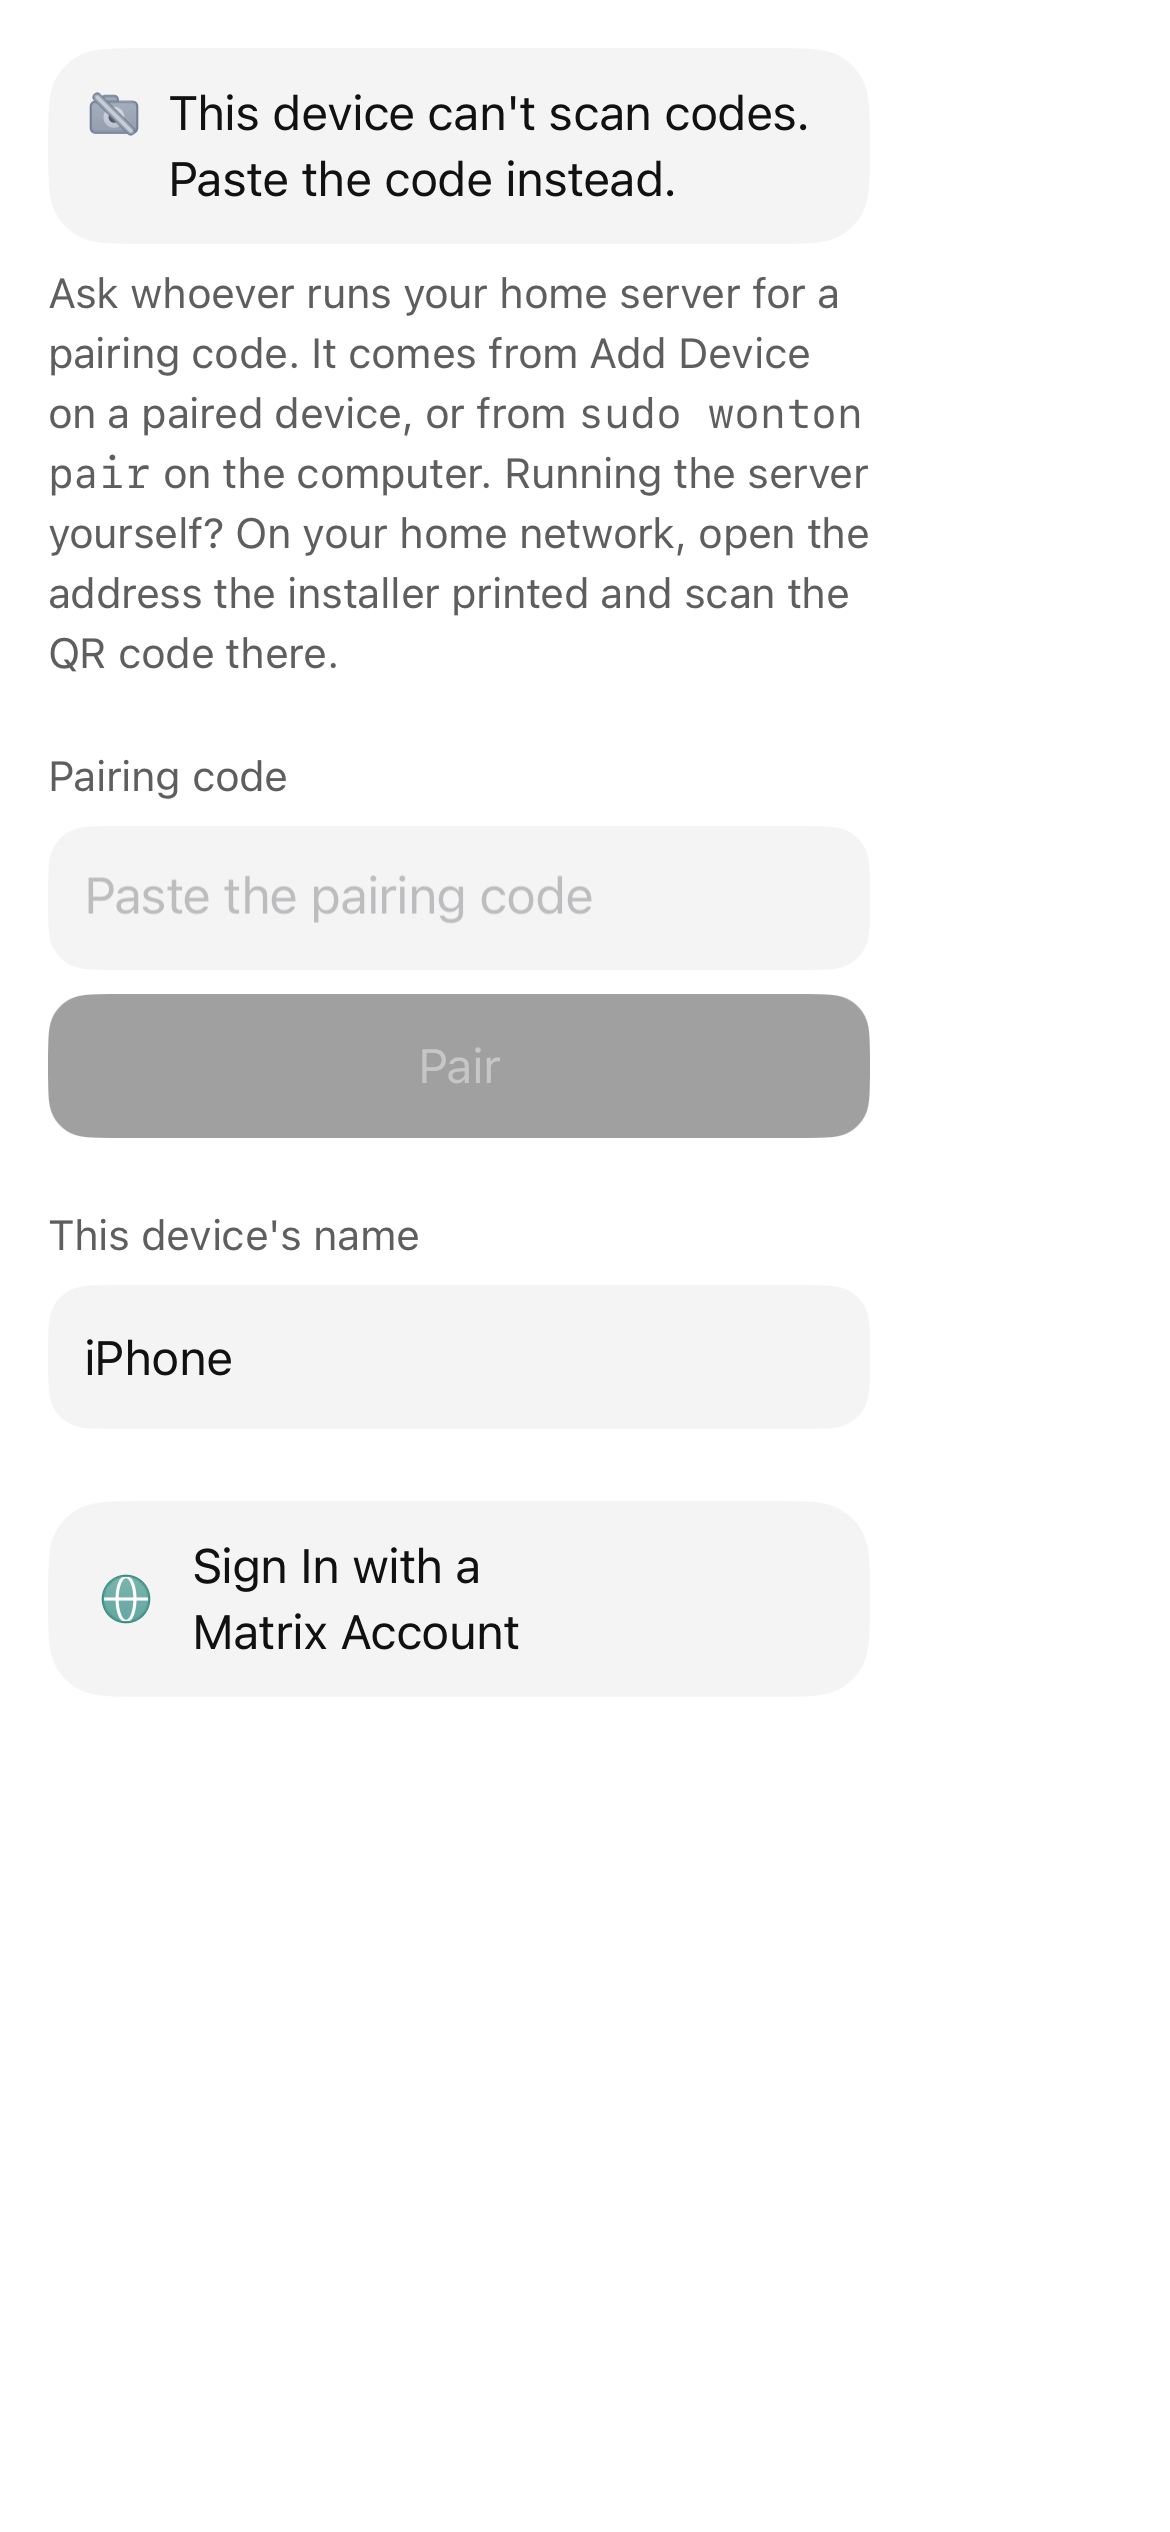 This device can't scan codes.
Paste the code instead.
Ask whoever runs your home server for a
pairing code. It comes from Add Device
on a paired device, or from sudo wonton
pair on the computer. Running the server
yourself? On your home network, open the
address the installer printed and scan the
QR code there.
Pairing code
Paste the pairing code
Pair
This device's name
iPhone
Sign In with a
Matrix Account